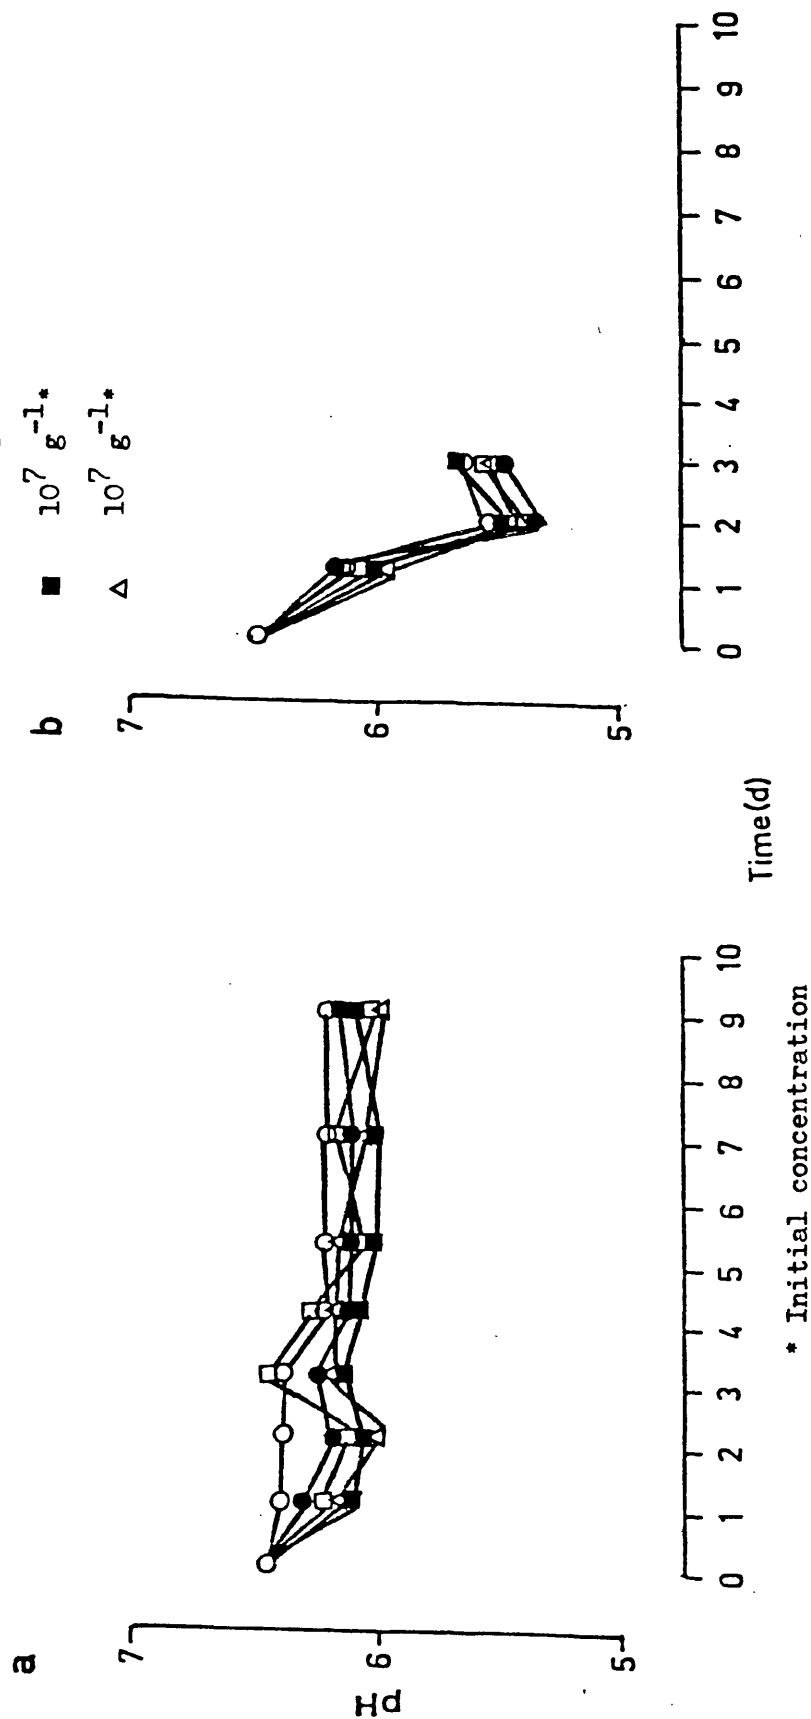 a
pH
7
6
5
0 1 2 3 4 5 6 7 8 9 10
b
■ 10⁷ g⁻¹*
△ 10⁷ g⁻¹*
7
6
5
0 1 2 3 4 5 6 7 8 9 10
Time(d)
* Initial concentration